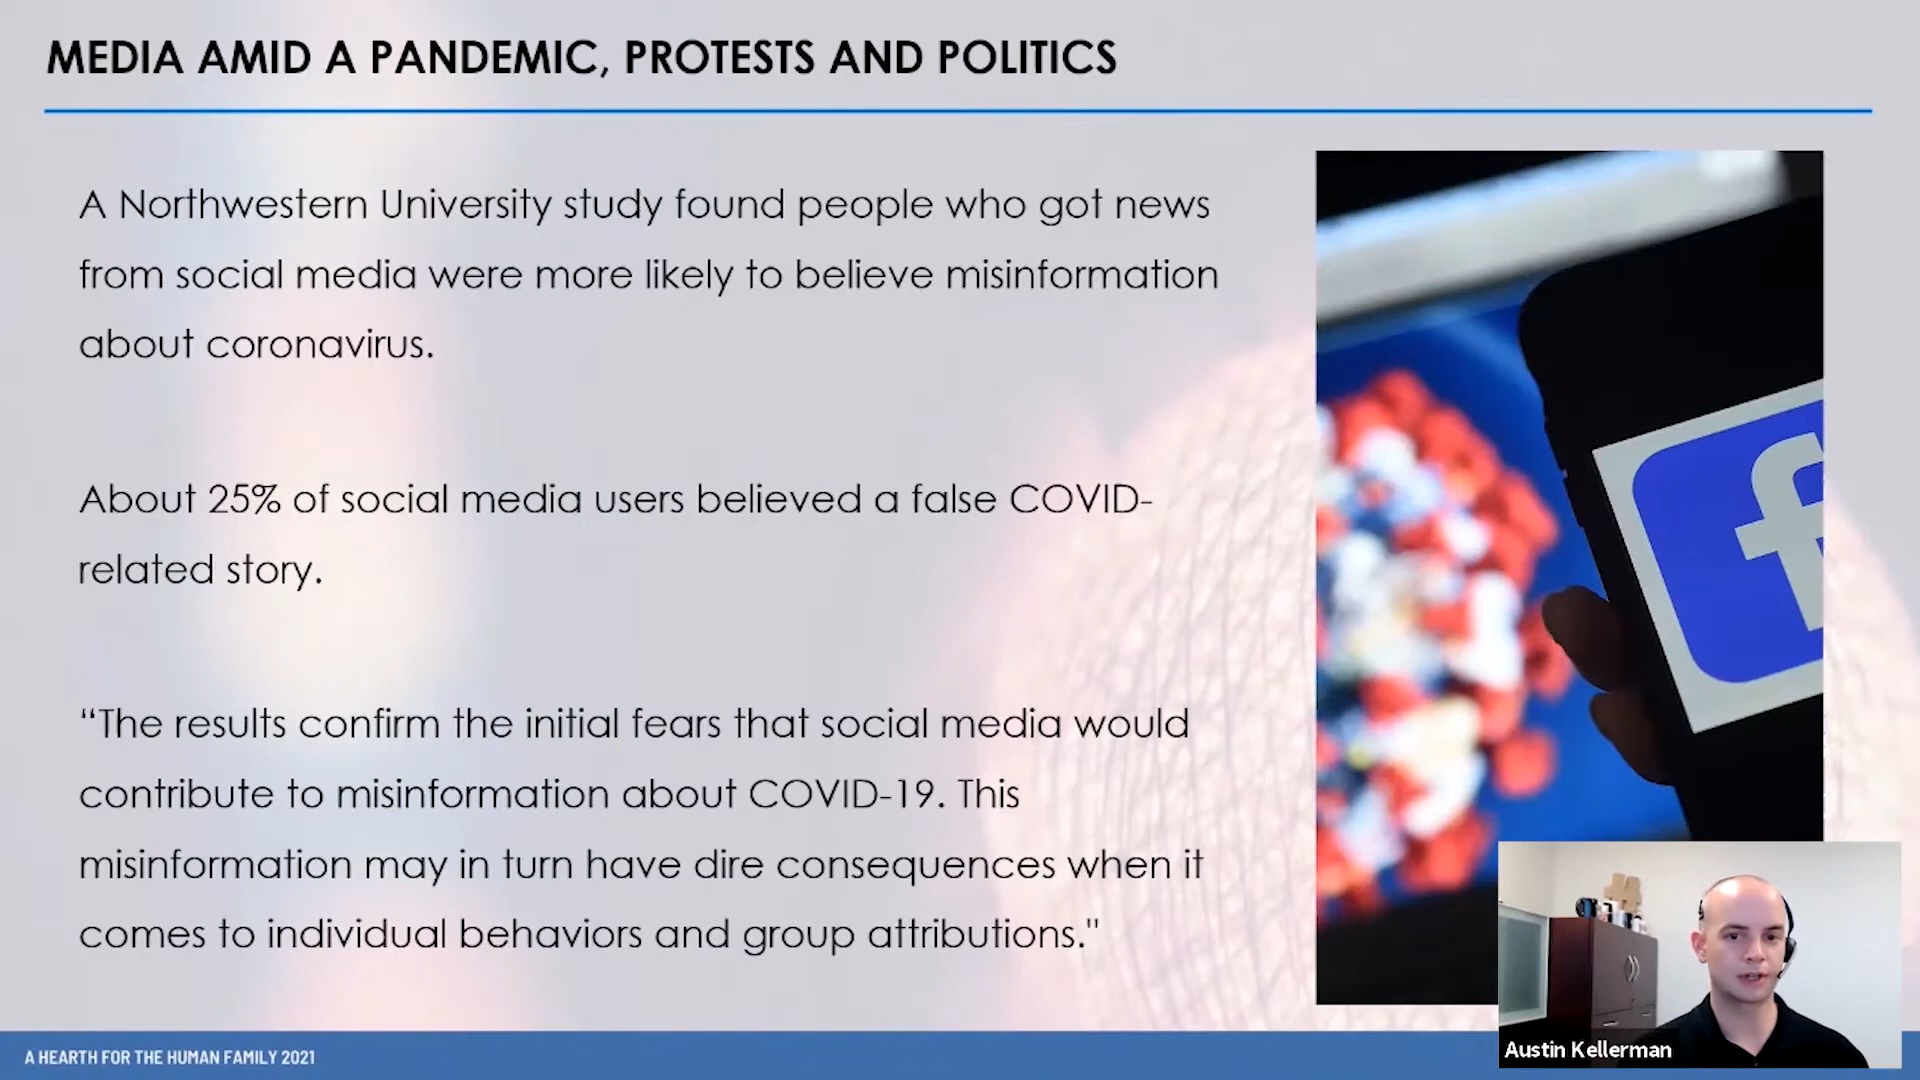 MEDIA AMID A PANDEMIC, PROTESTS AND POLITICS
A Northwestern University study found people who got news
from social media were more likely to believe misinformation
about coronavirus.
About 25% of social media users believed a false COVID-
related story.
“The results confirm the initial fears that social media would
contribute to misinformation about COVID-19. This
misinformation may in turn have dire consequences when it
comes to individual behaviors and group attributions."
f
A HEARTH FOR THE HUMAN FAMILY 2021
Austin Kellerman